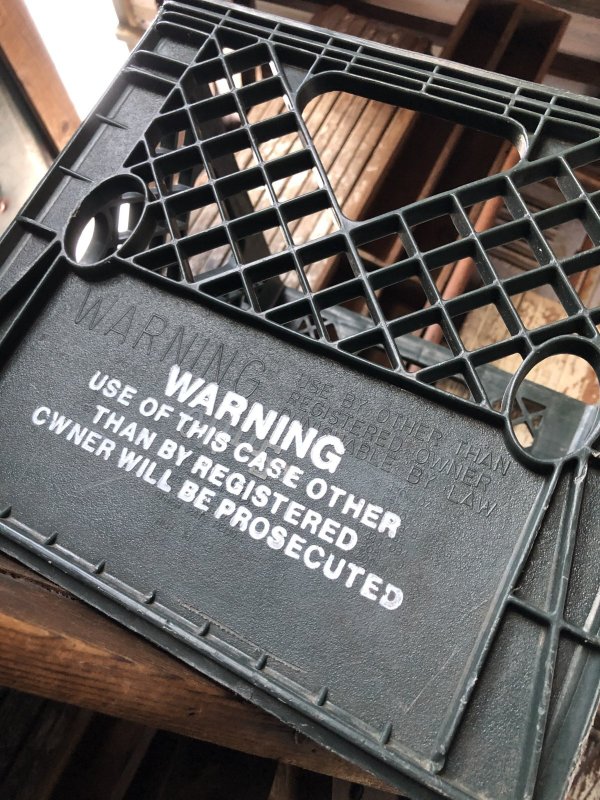 WARNING
USE BY OTHER THAN
REGISTERED OWNER
BY LAW
WARNING
USE OF THIS CASE OTHER
THAN BY REGISTERED
CWNER WILL BE PROSECUTED